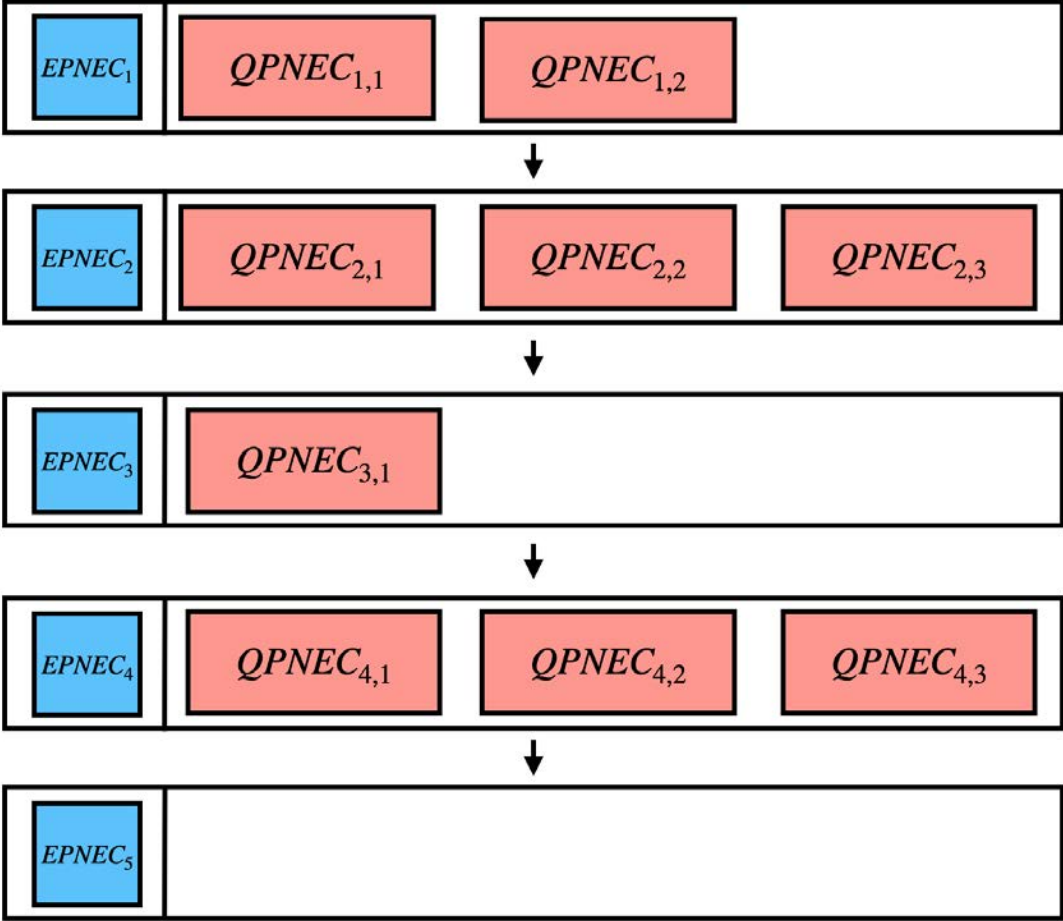 EPNEC₁ QPNEC₁,₁ QPNEC₁,₂
EPNEC₂ QPNEC₂,₁ QPNEC₂,₂ QPNEC₂,₃
EPNEC₃ QPNEC₃,₁
EPNEC₄ QPNEC₄,₁ QPNEC₄,₂ QPNEC₄,₃
EPNEC₅